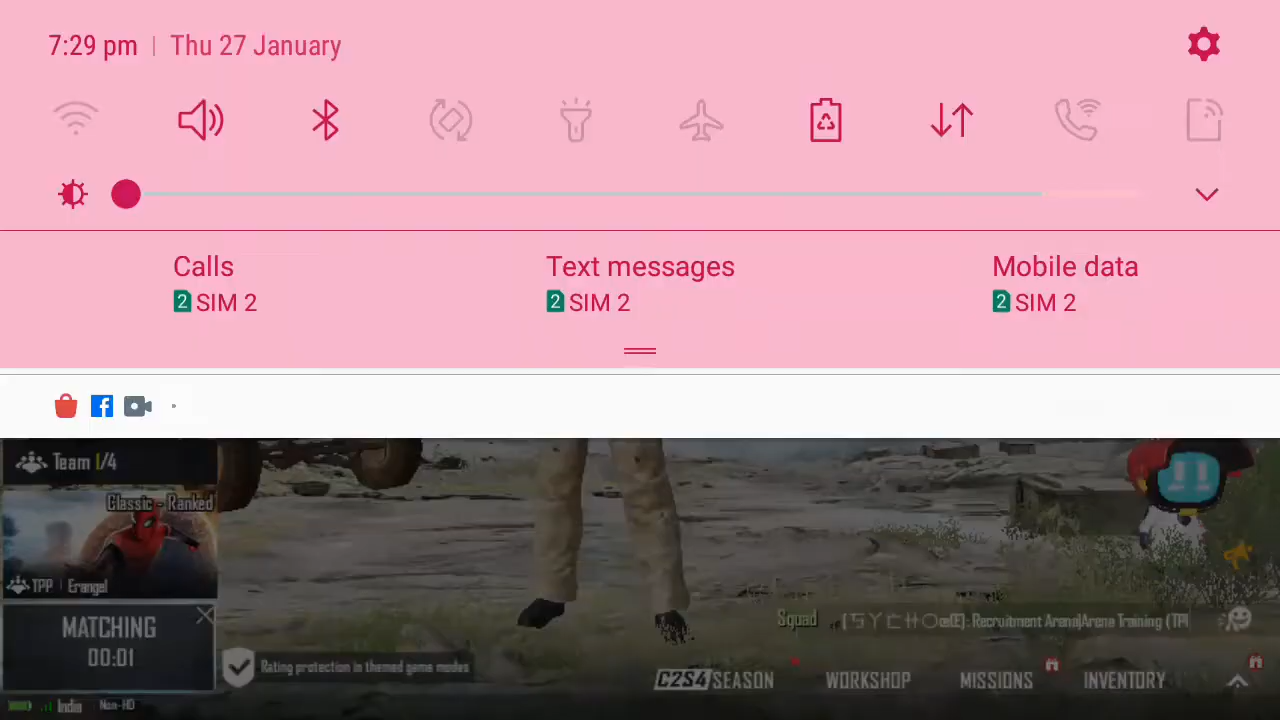 7:29 pm | Thu 27 January
Calls
2 SIM 2
Text messages
2 SIM 2
Mobile data
2 SIM 2
Team 1/4
Classic - Ranked
TPP | Erangel
MATCHING
00:01
Rating protection in themed game modes
Squad
Recruitment Arena|Arena Training (TP
C2S4 SEASON
WORKSHOP
MISSIONS
INVENTORY
India
Non-HD